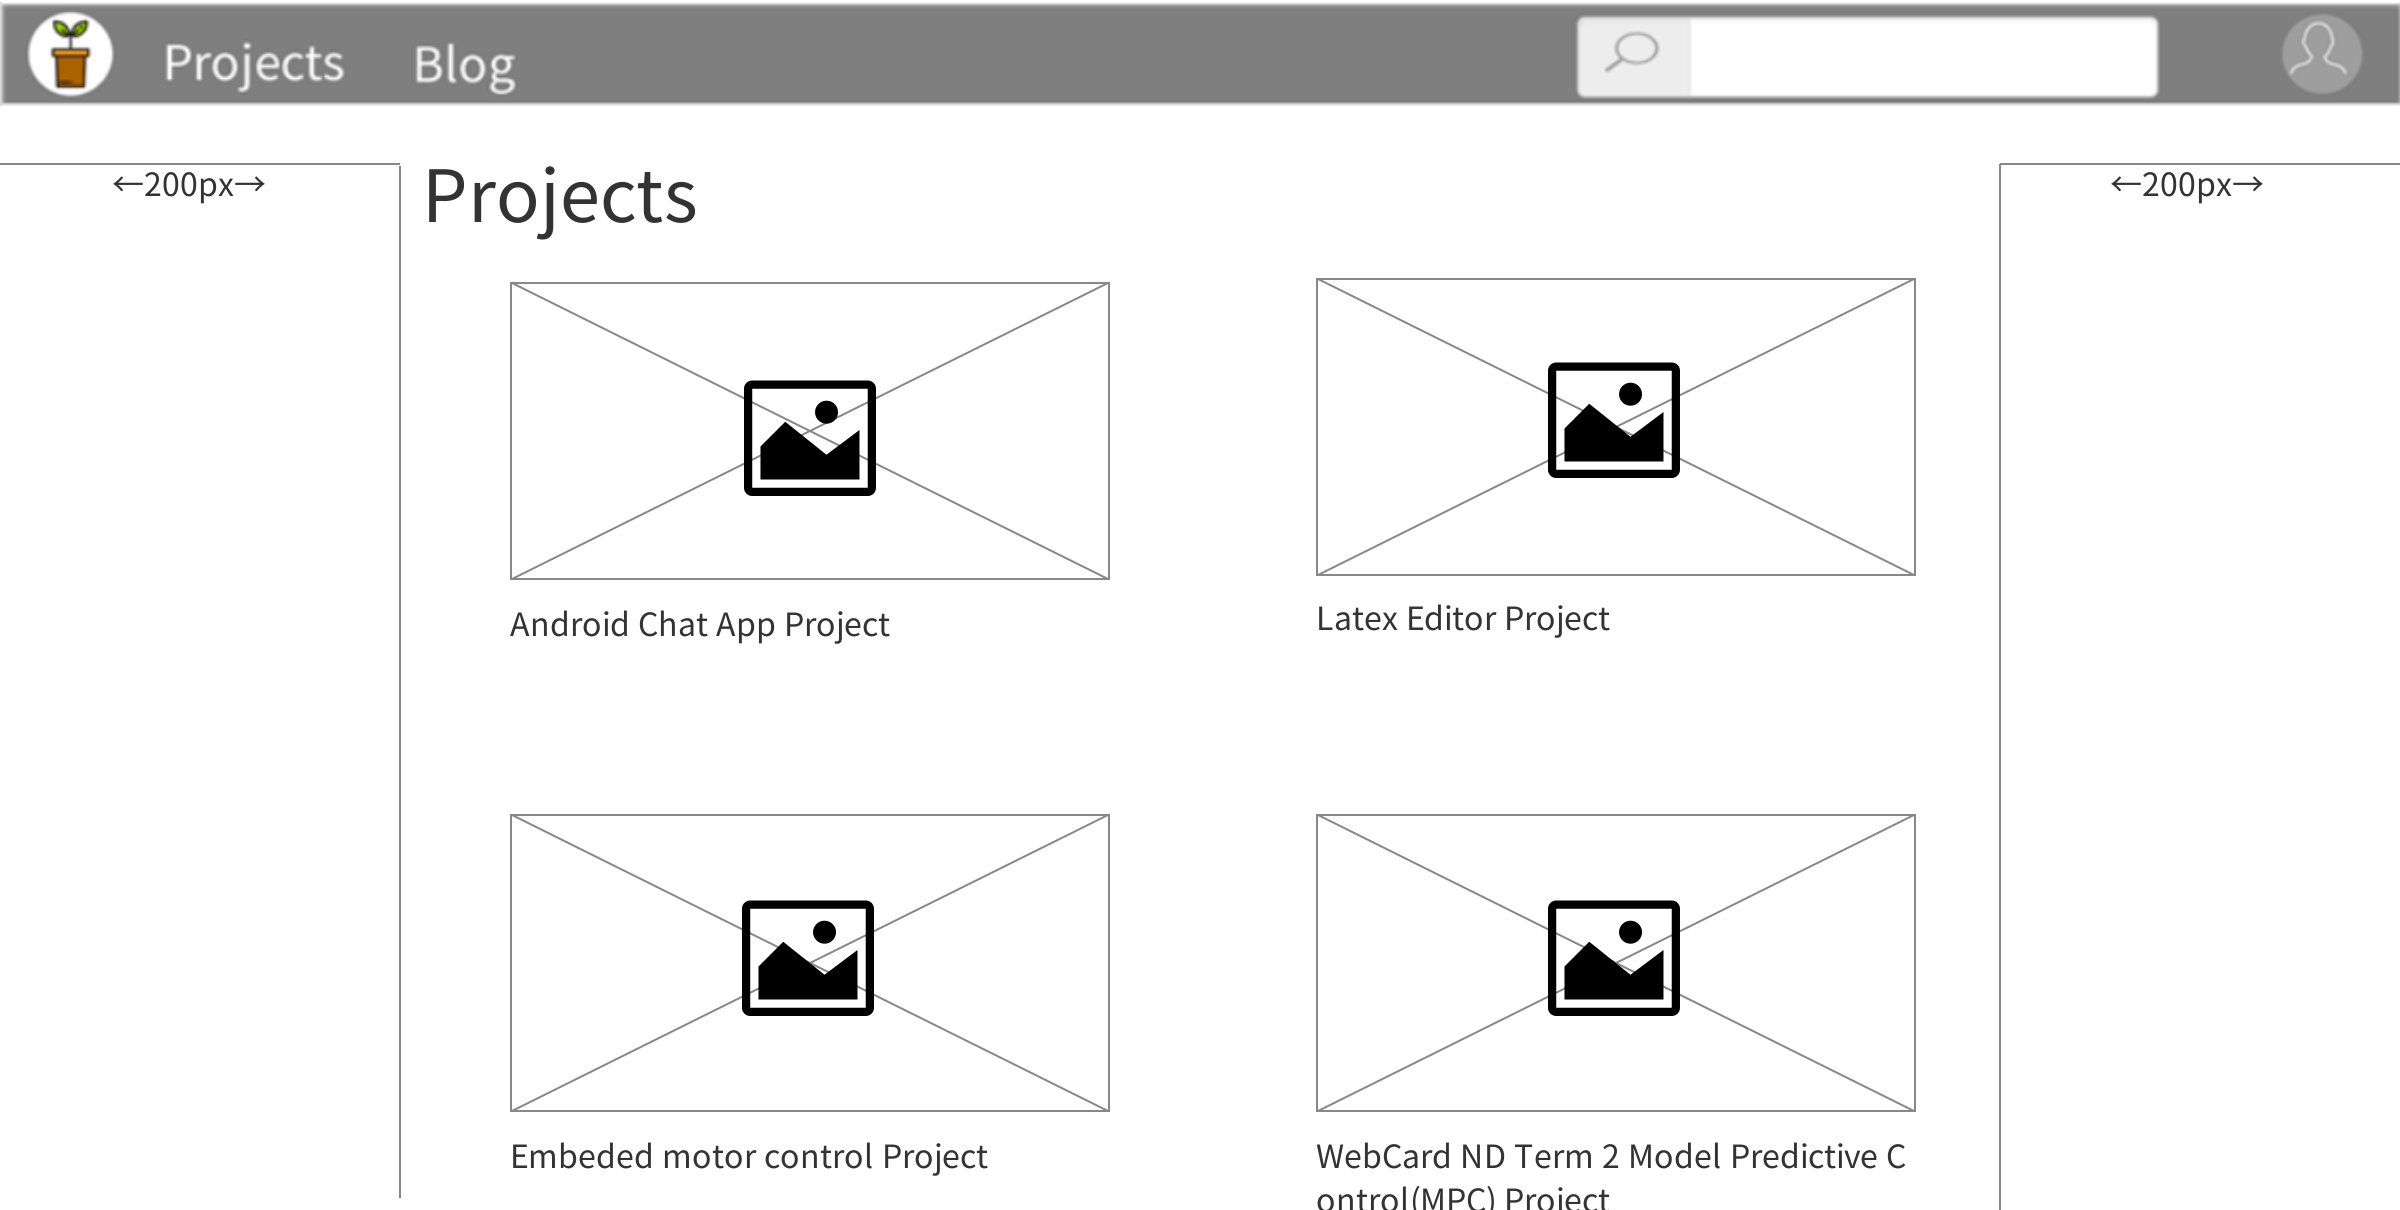 Projects Blog
←200px→
Projects
←200px→
Android Chat App Project
Latex Editor Project
Embeded motor control Project
WebCard ND Term 2 Model Predictive C
ontrol(MPC) Project